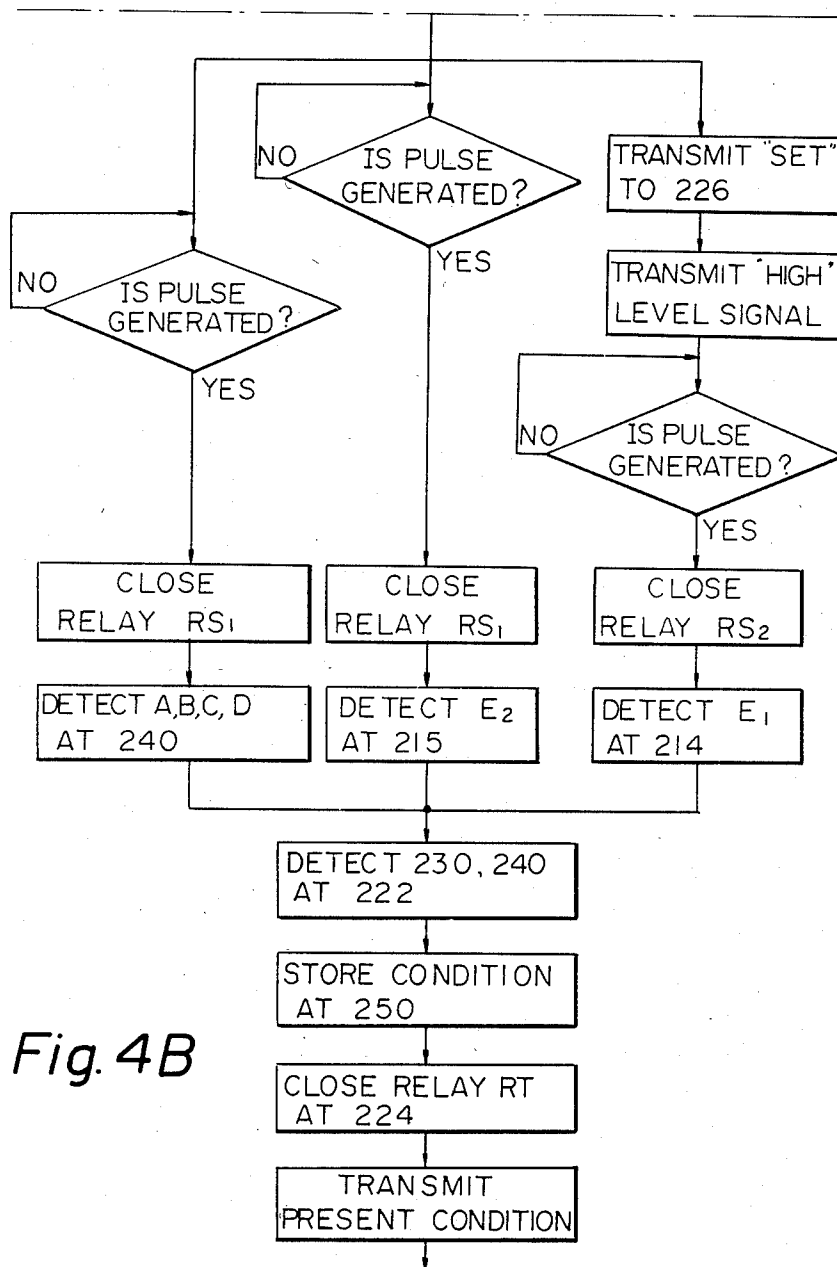 NO
IS PULSE
GENERATED?
YES
TRANSMIT "SET"
TO 226
TRANSMIT "HIGH"
LEVEL SIGNAL
NO
IS PULSE
GENERATED?
YES
NO
IS PULSE
GENERATED?
YES
CLOSE
RELAY RS1
CLOSE
RELAY RS1
CLOSE
RELAY RS2
DETECT A,B,C, D
AT 240
DETECT E2
AT 215
DETECT E1
AT 214
DETECT 230, 240
AT 222
STORE CONDITION
AT 250
Fig. 4B
CLOSE RELAY RT
AT 224
TRANSMIT
PRESENT CONDITION